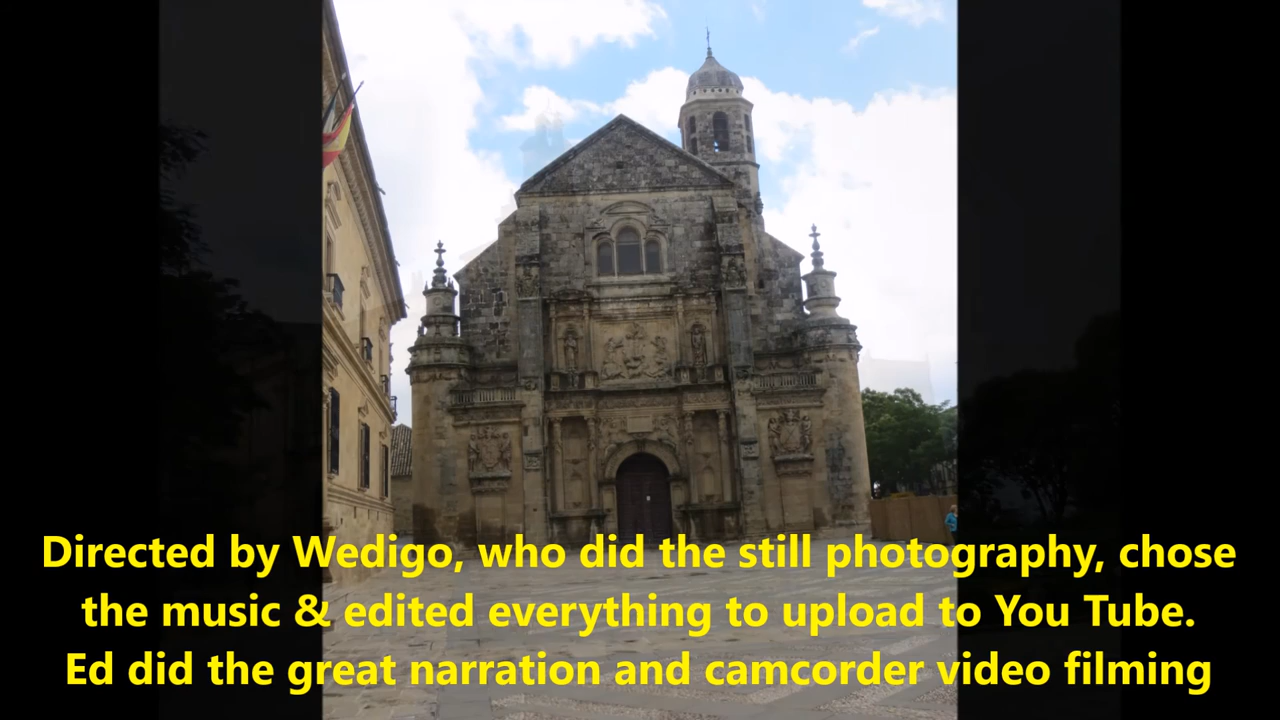 Directed by Wedigo, who did the still photography, chose
the music & edited everything to upload to You Tube.
Ed did the great narration and camcorder video filming